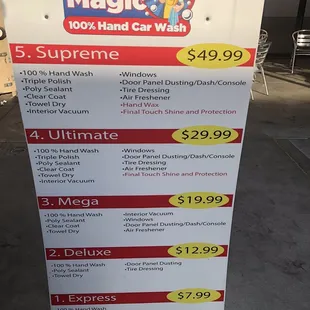 Magic
100% Hand Car Wash
5. Supreme $49.99
•100 % Hand Wash
•Triple Polish
•Poly Sealant
•Clear Coat
•Towel Dry
•Interior Vacuum
•Windows
•Door Panel Dusting/Dash/Console
•Tire Dressing
•Air Freshener
•Hand Wax
•Final Touch Shine and Protection
4. Ultimate $29.99
•100 % Hand Wash
•Triple Polish
•Poly Sealant
•Clear Coat
•Towel Dry
•Interior Vacuum
•Windows
•Door Panel Dusting/Dash/Console
•Tire Dressing
•Air Freshener
•Final Touch Shine and Protection
3. Mega $19.99
•100 % Hand Wash
•Clear Coat
•Towel Dry
•Interior Vacuum
•Windows
•Door Panel Dusting/Dash/Console
•Air Freshener
2. Deluxe $12.99
•100 % Hand Wash
•Poly Sealant
•Towel Dry
•Door Panel Dusting
•Tire Dressing
1. Express $7.99
•100 % Hand Wash